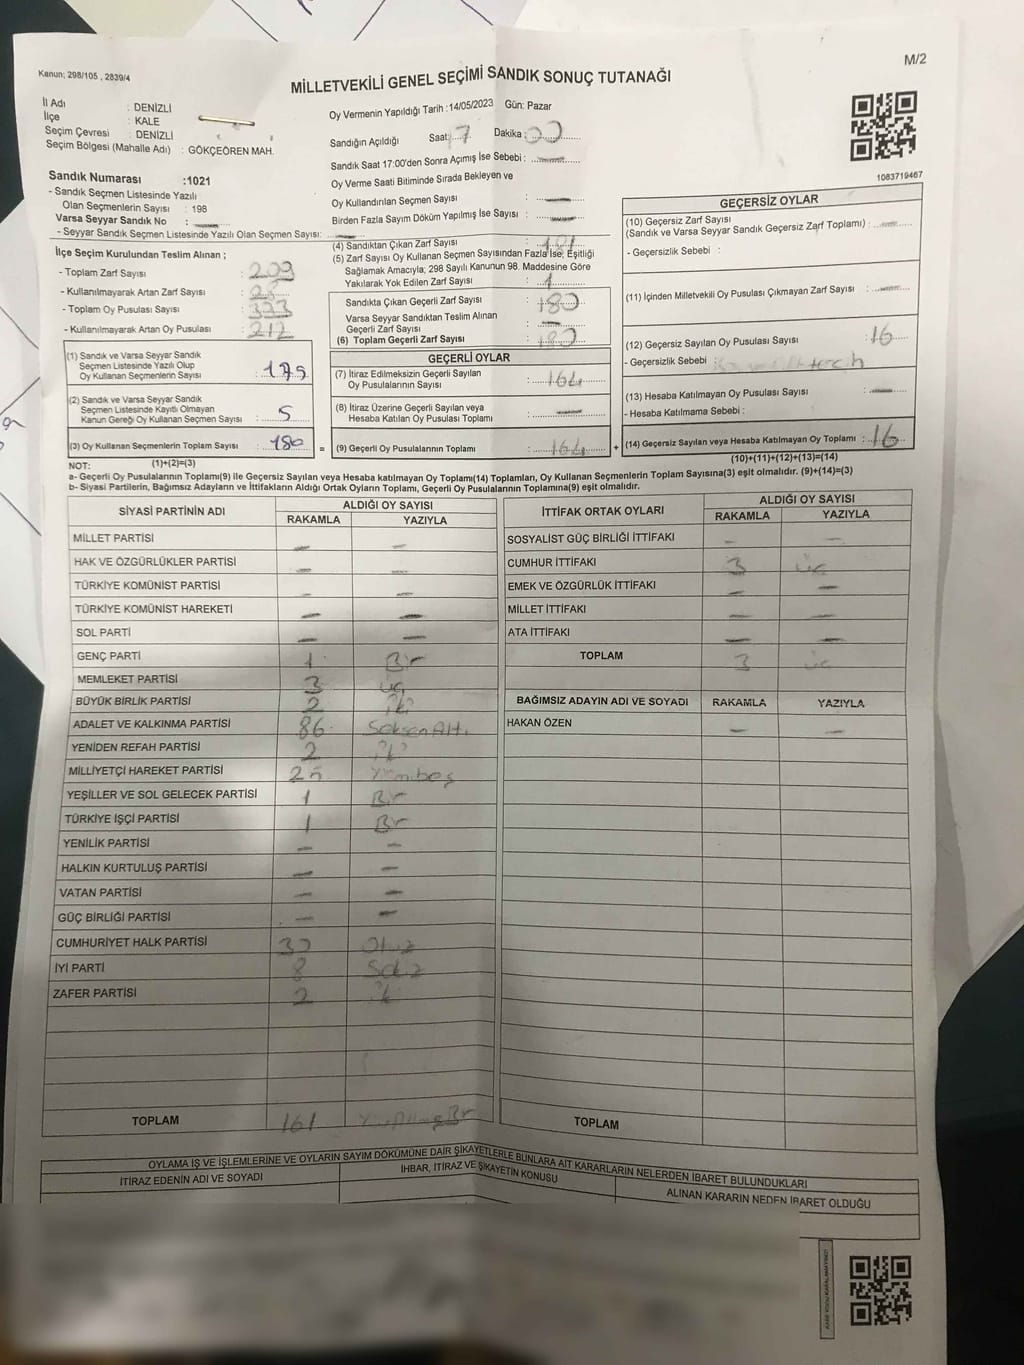 Kanun; 298/105 , 2839/4
M/2
MİLLETVEKİLİ GENEL SEÇİMİ SANDIK SONUÇ TUTANAĞI
İl Adı : DENİZLİ
İlçe : KALE
Seçim Çevresi : DENİZLİ
Seçim Bölgesi (Mahalle Adı) : GÖKÇEÖREN MAH.
Sandık Numarası :1021
- Sandık Seçmen Listesinde Yazılı
Olan Seçmenlerin Sayısı : 198
Varsa Seyyar Sandık No : —
- Seyyar Sandık Seçmen Listesinde Yazılı Olan Seçmen Sayısı: —
Oy Vermenin Yapıldığı Tarih :14/05/2023 Gün: Pazar
Sandığın Açıldığı Saat: 7 Dakika: 00
Sandık Saat 17:00'den Sonra Açımış İse Sebebi : —
Oy Verme Saati Bitiminde Sırada Bekleyen ve
Oy Kullandırılan Seçmen Sayısı : —
Birden Fazla Sayım Döküm Yapılmış İse Sayısı : —
1083719467
İlçe Seçim Kurulundan Teslim Alınan ;
- Toplam Zarf Sayısı : 209
- Kullanılmayarak Artan Zarf Sayısı : 28
- Toplam Oy Pusulası Sayısı : 373
- Kullanılmayarak Artan Oy Pusulası : 212
(1) Sandık ve Varsa Seyyar Sandık
Seçmen Listesinde Yazılı Olup
Oy Kullanan Seçmenlerin Sayısı : 175
(2) Sandık ve Varsa Seyyar Sandık
Seçmen Listesinde Kayıtlı Olmayan
Kanun Gereği Oy Kullanan Seçmen Sayısı : 5
(3) Oy Kullanan Seçmenlerin Toplam Sayısı : 180 =
(4) Sandıktan Çıkan Zarf Sayısı : 181
(5) Zarf Sayısı Oy Kullanan Seçmen Sayısından Fazla İse; Eşitliği
Sağlamak Amacıyla; 298 Sayılı Kanunun 98. Maddesine Göre
Yakılarak Yok Edilen Zarf Sayısı : 1
Sandıkta Çıkan Geçerli Zarf Sayısı : 180
Varsa Seyyar Sandıktan Teslim Alınan
Geçerli Zarf Sayısı : —
(6) Toplam Geçerli Zarf Sayısı : 180
GEÇERLİ OYLAR
(7) İtiraz Edilmeksizin Geçerli Sayılan
Oy Pusulalarının Sayısı : 164
(8) İtiraz Üzerine Geçerli Sayılan veya
Hesaba Katılan Oy Pusulası Toplamı : —
(9) Geçerli Oy Pusulalarının Toplamı : 164 +
GEÇERSİZ OYLAR
(10) Geçersiz Zarf Sayısı
(Sandık ve Varsa Seyyar Sandık Geçersiz Zarf Toplamı) : —
- Geçersizlik Sebebi :
(11) İçinden Milletvekili Oy Pusulası Çıkmayan Zarf Sayısı : —
(12) Geçersiz Sayılan Oy Pusulası Sayısı : 16
- Geçersizlik Sebebi :
(13) Hesaba Katılmayan Oy Pusulası Sayısı : —
- Hesaba Katılmama Sebebi :
(14) Geçersiz Sayılan veya Hesaba Katılmayan Oy Toplamı : 16
NOT: (1)+(2)=(3) (10)+(11)+(12)+(13)=(14)
a- Geçerli Oy Pusulalarının Toplamı(9) ile Geçersiz Sayılan veya Hesaba katılmayan Oy Toplamı(14) Toplamları, Oy Kullanan Seçmenlerin Toplam Sayısına(3) eşit olmalıdır. (9)+(14)=(3)
b- Siyasi Partilerin, Bağımsız Adayların ve İttifakların Aldığı Ortak Oyların Toplamı, Geçerli Oy Pusulalarının Toplamına(9) eşit olmalıdır.
SİYASİ PARTİNİN ADI ALDIĞI OY SAYISI
RAKAMLA YAZIYLA
MİLLET PARTİSİ — —
HAK VE ÖZGÜRLÜKLER PARTİSİ — —
TÜRKİYE KOMÜNİST PARTİSİ — —
TÜRKİYE KOMÜNİST HAREKETİ — —
SOL PARTİ — —
GENÇ PARTİ 1 Bir
MEMLEKET PARTİSİ 3 üç
BÜYÜK BİRLİK PARTİSİ 2 iki
ADALET VE KALKINMA PARTİSİ 86 SeksenAltı
YENİDEN REFAH PARTİSİ 2 iki
MİLLİYETÇİ HAREKET PARTİSİ 25 Yirmibeş
YEŞİLLER VE SOL GELECEK PARTİSİ 1 Bir
TÜRKİYE İŞÇİ PARTİSİ 1 Bir
YENİLİK PARTİSİ — —
HALKIN KURTULUŞ PARTİSİ — —
VATAN PARTİSİ — —
GÜÇ BİRLİĞİ PARTİSİ — —
CUMHURİYET HALK PARTİSİ 30 Otuz
İYİ PARTİ 8 Sekiz
ZAFER PARTİSİ 2 iki
TOPLAM 161 YüzAltmışBir
İTTİFAK ORTAK OYLARI ALDIĞI OY SAYISI
RAKAMLA YAZIYLA
SOSYALİST GÜÇ BİRLİĞİ İTTİFAKI — —
CUMHUR İTTİFAKI 3 üç
EMEK VE ÖZGÜRLÜK İTTİFAKI — —
MİLLET İTTİFAKI — —
ATA İTTİFAKI — —
TOPLAM 3 üç
BAĞIMSIZ ADAYIN ADI VE SOYADI RAKAMLA YAZIYLA
HAKAN ÖZEN — —
TOPLAM
OYLAMA İŞ VE İŞLEMLERİNE VE OYLARIN SAYIM DÖKÜMÜNE DAİR ŞİKAYETLERLE BUNLARA AİT KARARLARIN NELERDEN İBARET BULUNDUKLARI
İTİRAZ EDENİN ADI VE SOYADI
İHBAR, İTİRAZ VE ŞİKAYETİN KONUSU
ALINAN KARARIN NEDEN İBARET OLDUĞU